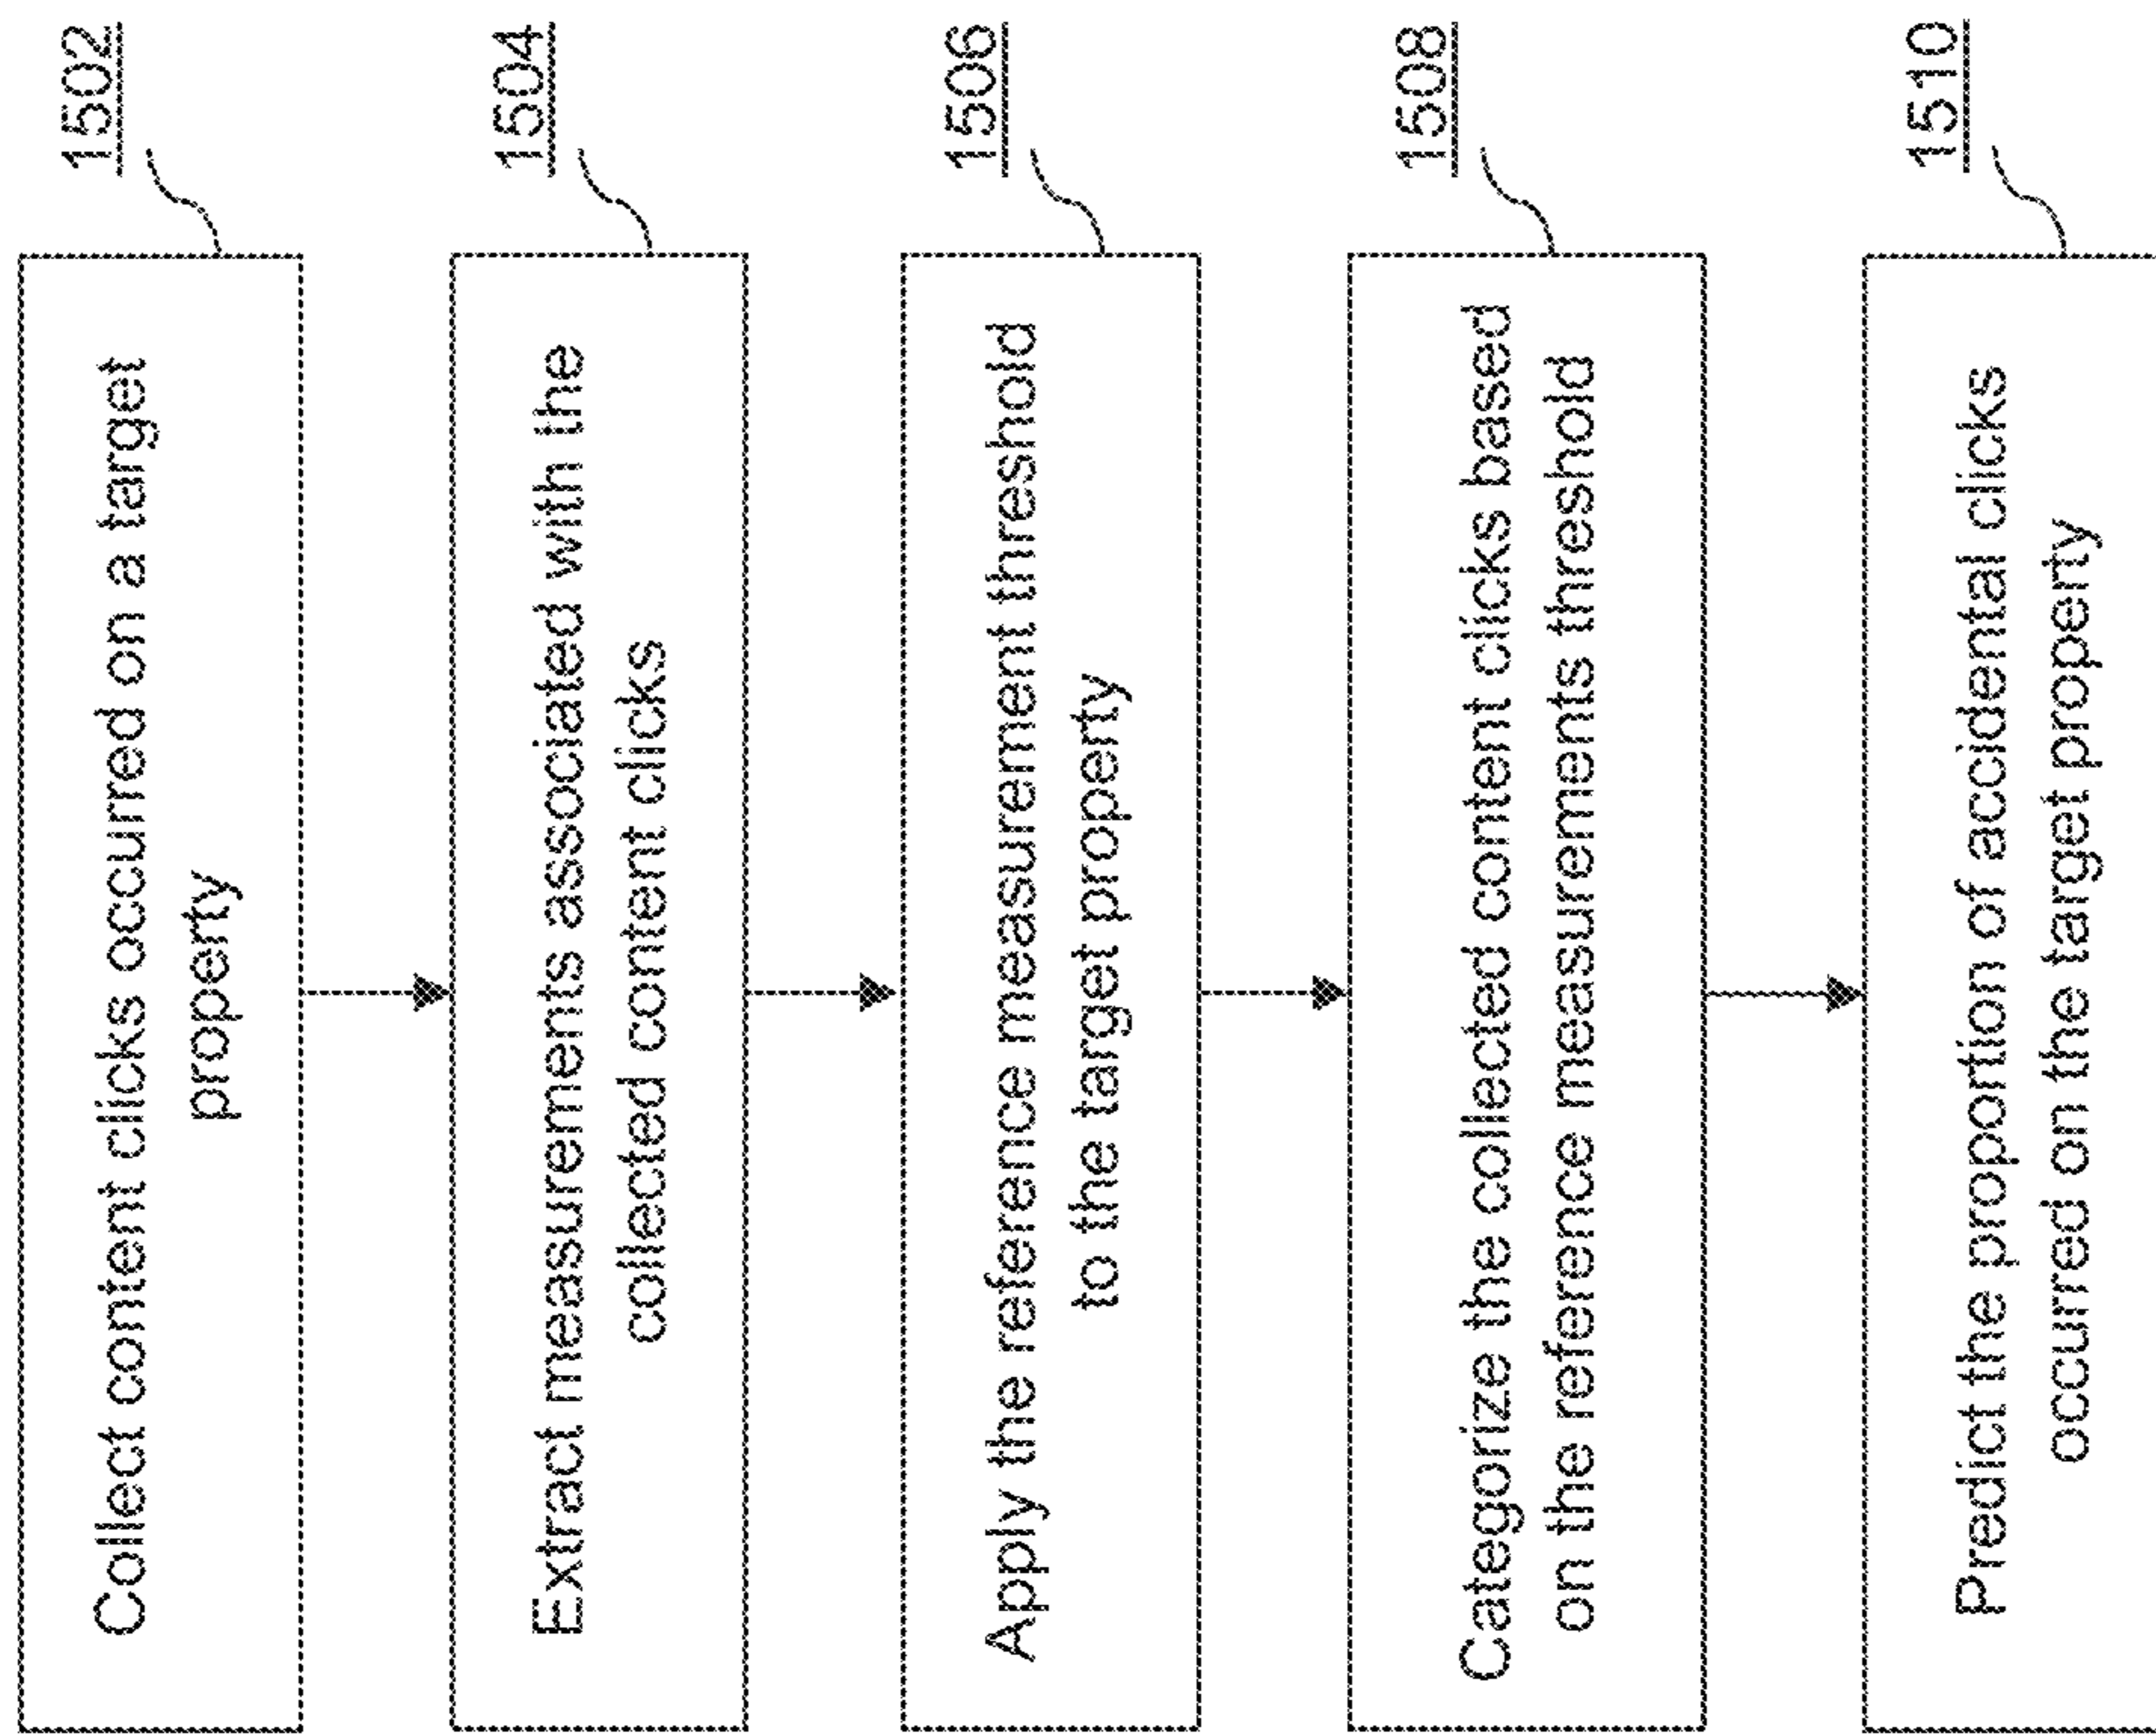 1502
Collect content clicks occurred on a target
property
1504
Extract measurements associated with the
collected content clicks
1506
Apply the reference measurement threshold
to the target property
1508
Categorize the collected content clicks based
on the reference measurements threshold
1510
Predict the proportion of accidental clicks
occurred on the target property